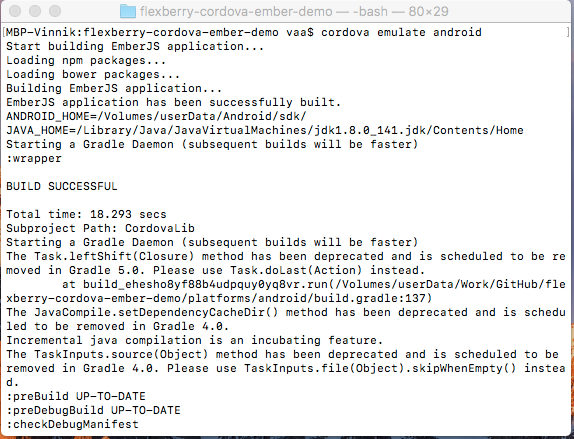 flexberry-cordova-ember-demo — -bash — 80×29
[MBP-Vinnik:flexberry-cordova-ember-demo vaa$ cordova emulate android ]
Start building EmberJS application...
Loading npm packages...
Loading bower packages...
Building EmberJS application...
EmberJS application has been successfully built.
ANDROID_HOME=/Volumes/userData/Android/sdk/
JAVA_HOME=/Library/Java/JavaVirtualMachines/jdk1.8.0_141.jdk/Contents/Home
Starting a Gradle Daemon (subsequent builds will be faster)
:wrapper
BUILD SUCCESSFUL
Total time: 18.293 secs
Subproject Path: CordovaLib
Starting a Gradle Daemon (subsequent builds will be faster)
The Task.leftShift(Closure) method has been deprecated and is scheduled to be re
moved in Gradle 5.0. Please use Task.doLast(Action) instead.
at build_ehesho8yf88b4udpquy0yq8vr.run(/Volumes/userData/Work/GitHub/fle
xberry-cordova-ember-demo/platforms/android/build.gradle:137)
The JavaCompile.setDependencyCacheDir() method has been deprecated and is schedu
led to be removed in Gradle 4.0.
Incremental java compilation is an incubating feature.
The TaskInputs.source(Object) method has been deprecated and is scheduled to be
removed in Gradle 4.0. Please use TaskInputs.file(Object).skipWhenEmpty() instea
d.
:preBuild UP-TO-DATE
:preDebugBuild UP-TO-DATE
:checkDebugManifest